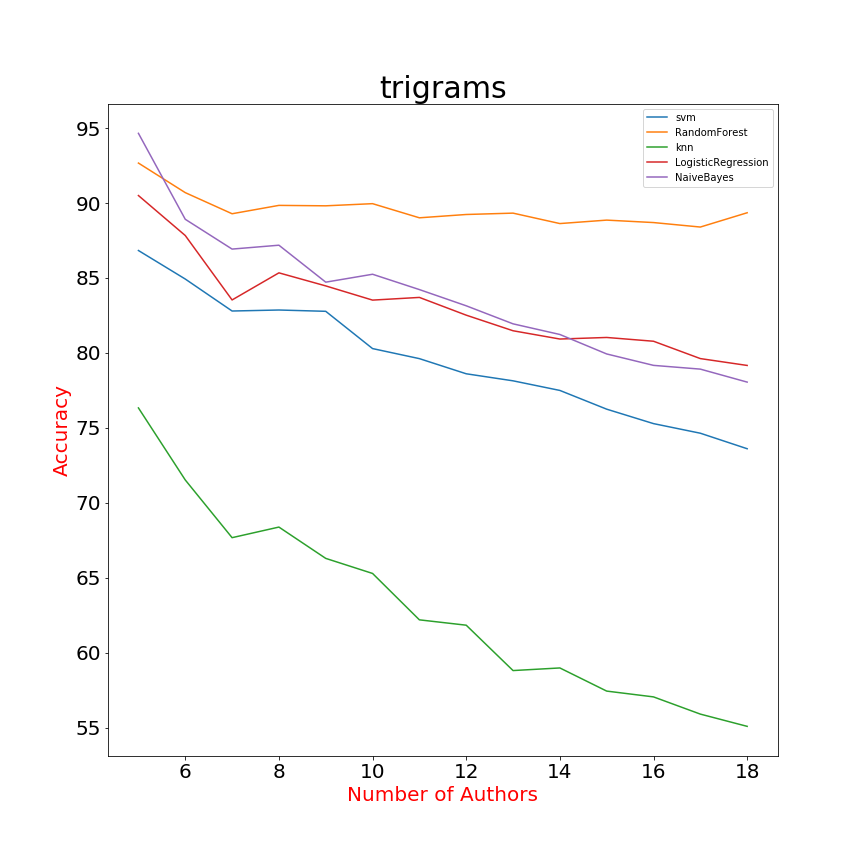 trigrams
svm
RandomForest
knn
LogisticRegression
NaiveBayes
95
90
85
80
75
70
65
60
55
Accuracy
6 8 10 12 14 16 18
Number of Authors